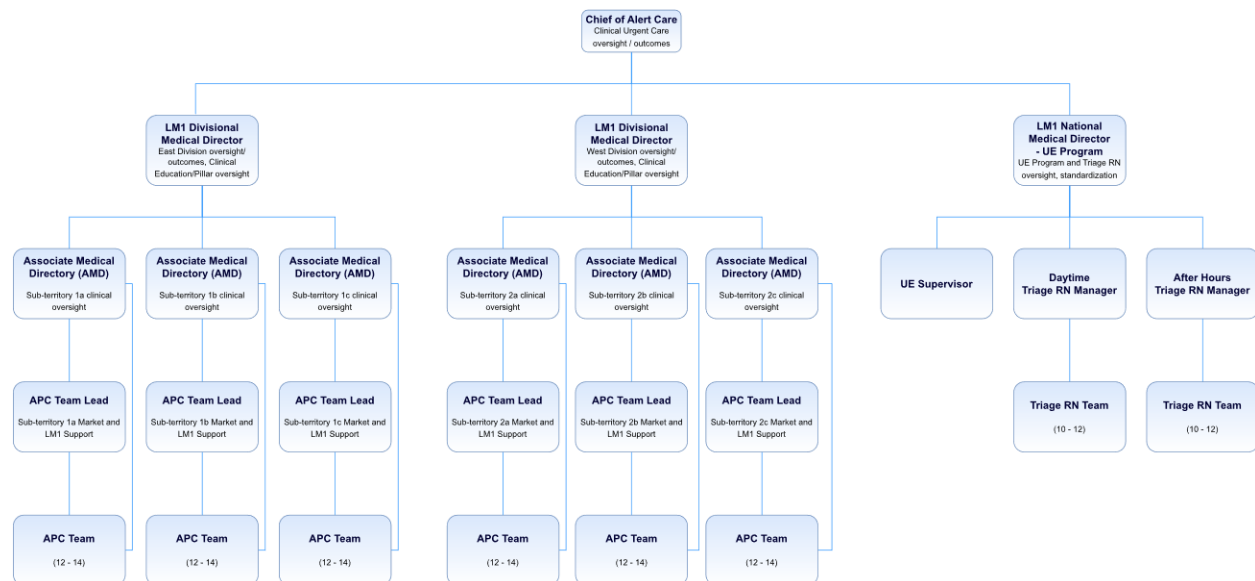 Chief of Alert Care
Clinical Urgent Care
oversight / outcomes
LM1 Divisional
Medical Director
East Division oversight/
outcomes, Clinical
Education/Pillar oversight
LM1 Divisional
Medical Director
West Division oversight/
outcomes, Clinical
Education/Pillar oversight
LM1 National
Medical Director
- UE Program
UE Program and Triage RN
oversight, standardization
Associate Medical
Directory (AMD)
Sub-territory 1a clinical
oversight
Associate Medical
Directory (AMD)
Sub-territory 1b clinical
oversight
Associate Medical
Directory (AMD)
Sub-territory 1c clinical
oversight
Associate Medical
Directory (AMD)
Sub-territory 2a clinical
oversight
Associate Medical
Directory (AMD)
Sub-territory 2b clinical
oversight
Associate Medical
Directory (AMD)
Sub-territory 2c clinical
oversight
UE Supervisor
Daytime
Triage RN Manager
After Hours
Triage RN Manager
APC Team Lead
Sub-territory 1a Market and
LM1 Support
APC Team Lead
Sub-territory 1b Market and
LM1 Support
APC Team Lead
Sub-territory 1c Market and
LM1 Support
APC Team Lead
Sub-territory 2a Market and
LM1 Support
APC Team Lead
Sub-territory 2b Market and
LM1 Support
APC Team Lead
Sub-territory 2c Market and
LM1 Support
Triage RN Team
(10 - 12)
Triage RN Team
(10 - 12)
APC Team
(12 - 14)
APC Team
(12 - 14)
APC Team
(12 - 14)
APC Team
(12 - 14)
APC Team
(12 - 14)
APC Team
(12 - 14)